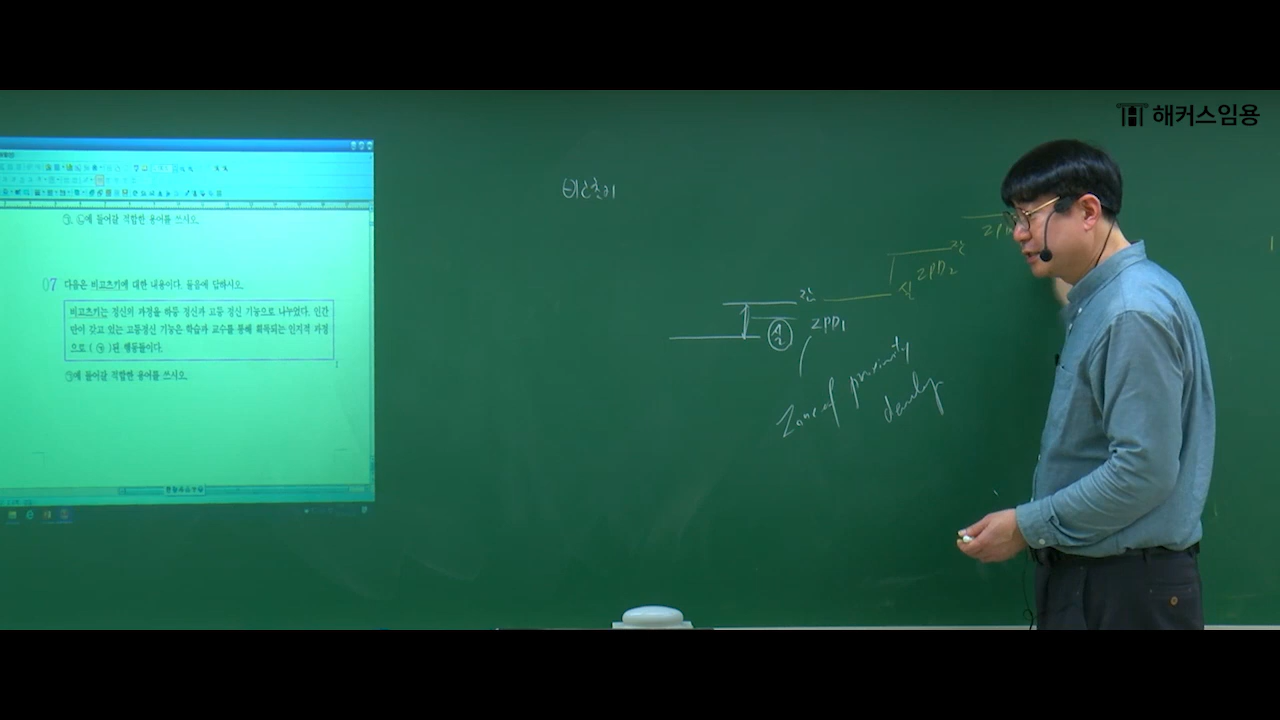 해커스임용
㉠, ㉡에 들어갈 적합한 용어를 쓰시오.
07 다음은 비고츠키에 대한 내용이다. 물음에 답하시오.
비고츠키는 정신의 과정을 하등 정신과 고등 정신 기능으로 나누었다. 인간
만이 갖고 있는 고등정신 기능은 학습과 교수를 통해 획득되는 인지적 과정
으로 ( ㉠ )된 행동들이다.
㉠에 들어갈 적합한 용어를 쓰시오.
비고츠키
잠
실
ZPD1
잠
실
ZPD2
Zone of proximity